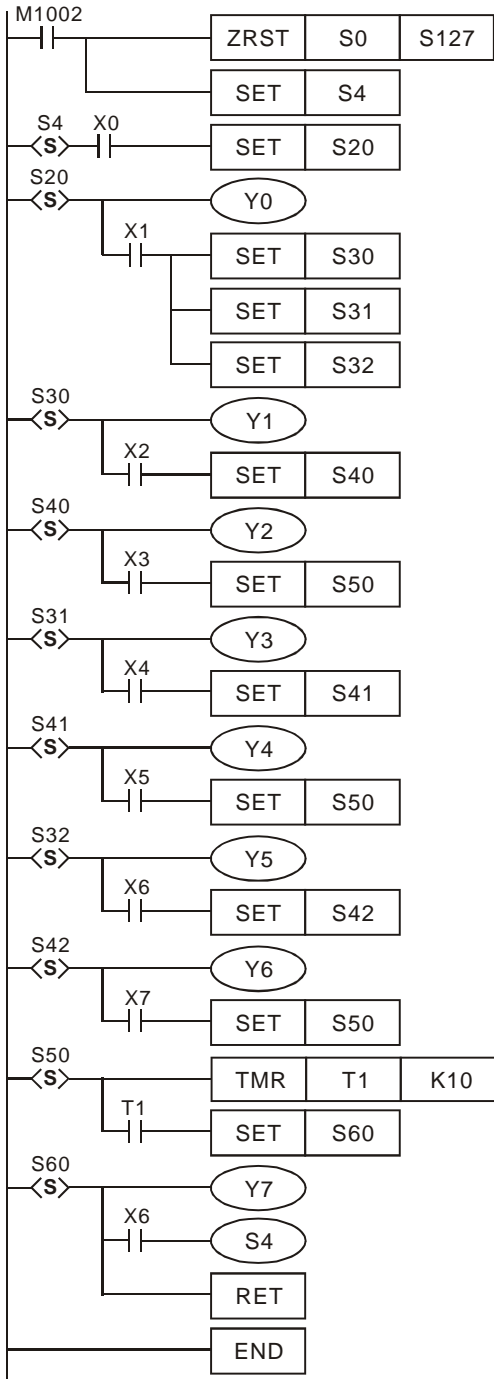 M1002
ZRST S0 S127
SET S4
S4 X0
S SET S20
S20
S Y0
X1
SET S30
SET S31
SET S32
S30
S Y1
X2
SET S40
S40
S Y2
X3
SET S50
S31
S Y3
X4
SET S41
S41
S Y4
X5
SET S50
S32
S Y5
X6
SET S42
S42
S Y6
X7
SET S50
S50
S TMR T1 K10
T1
SET S60
S60
S Y7
X6
S4
RET
END